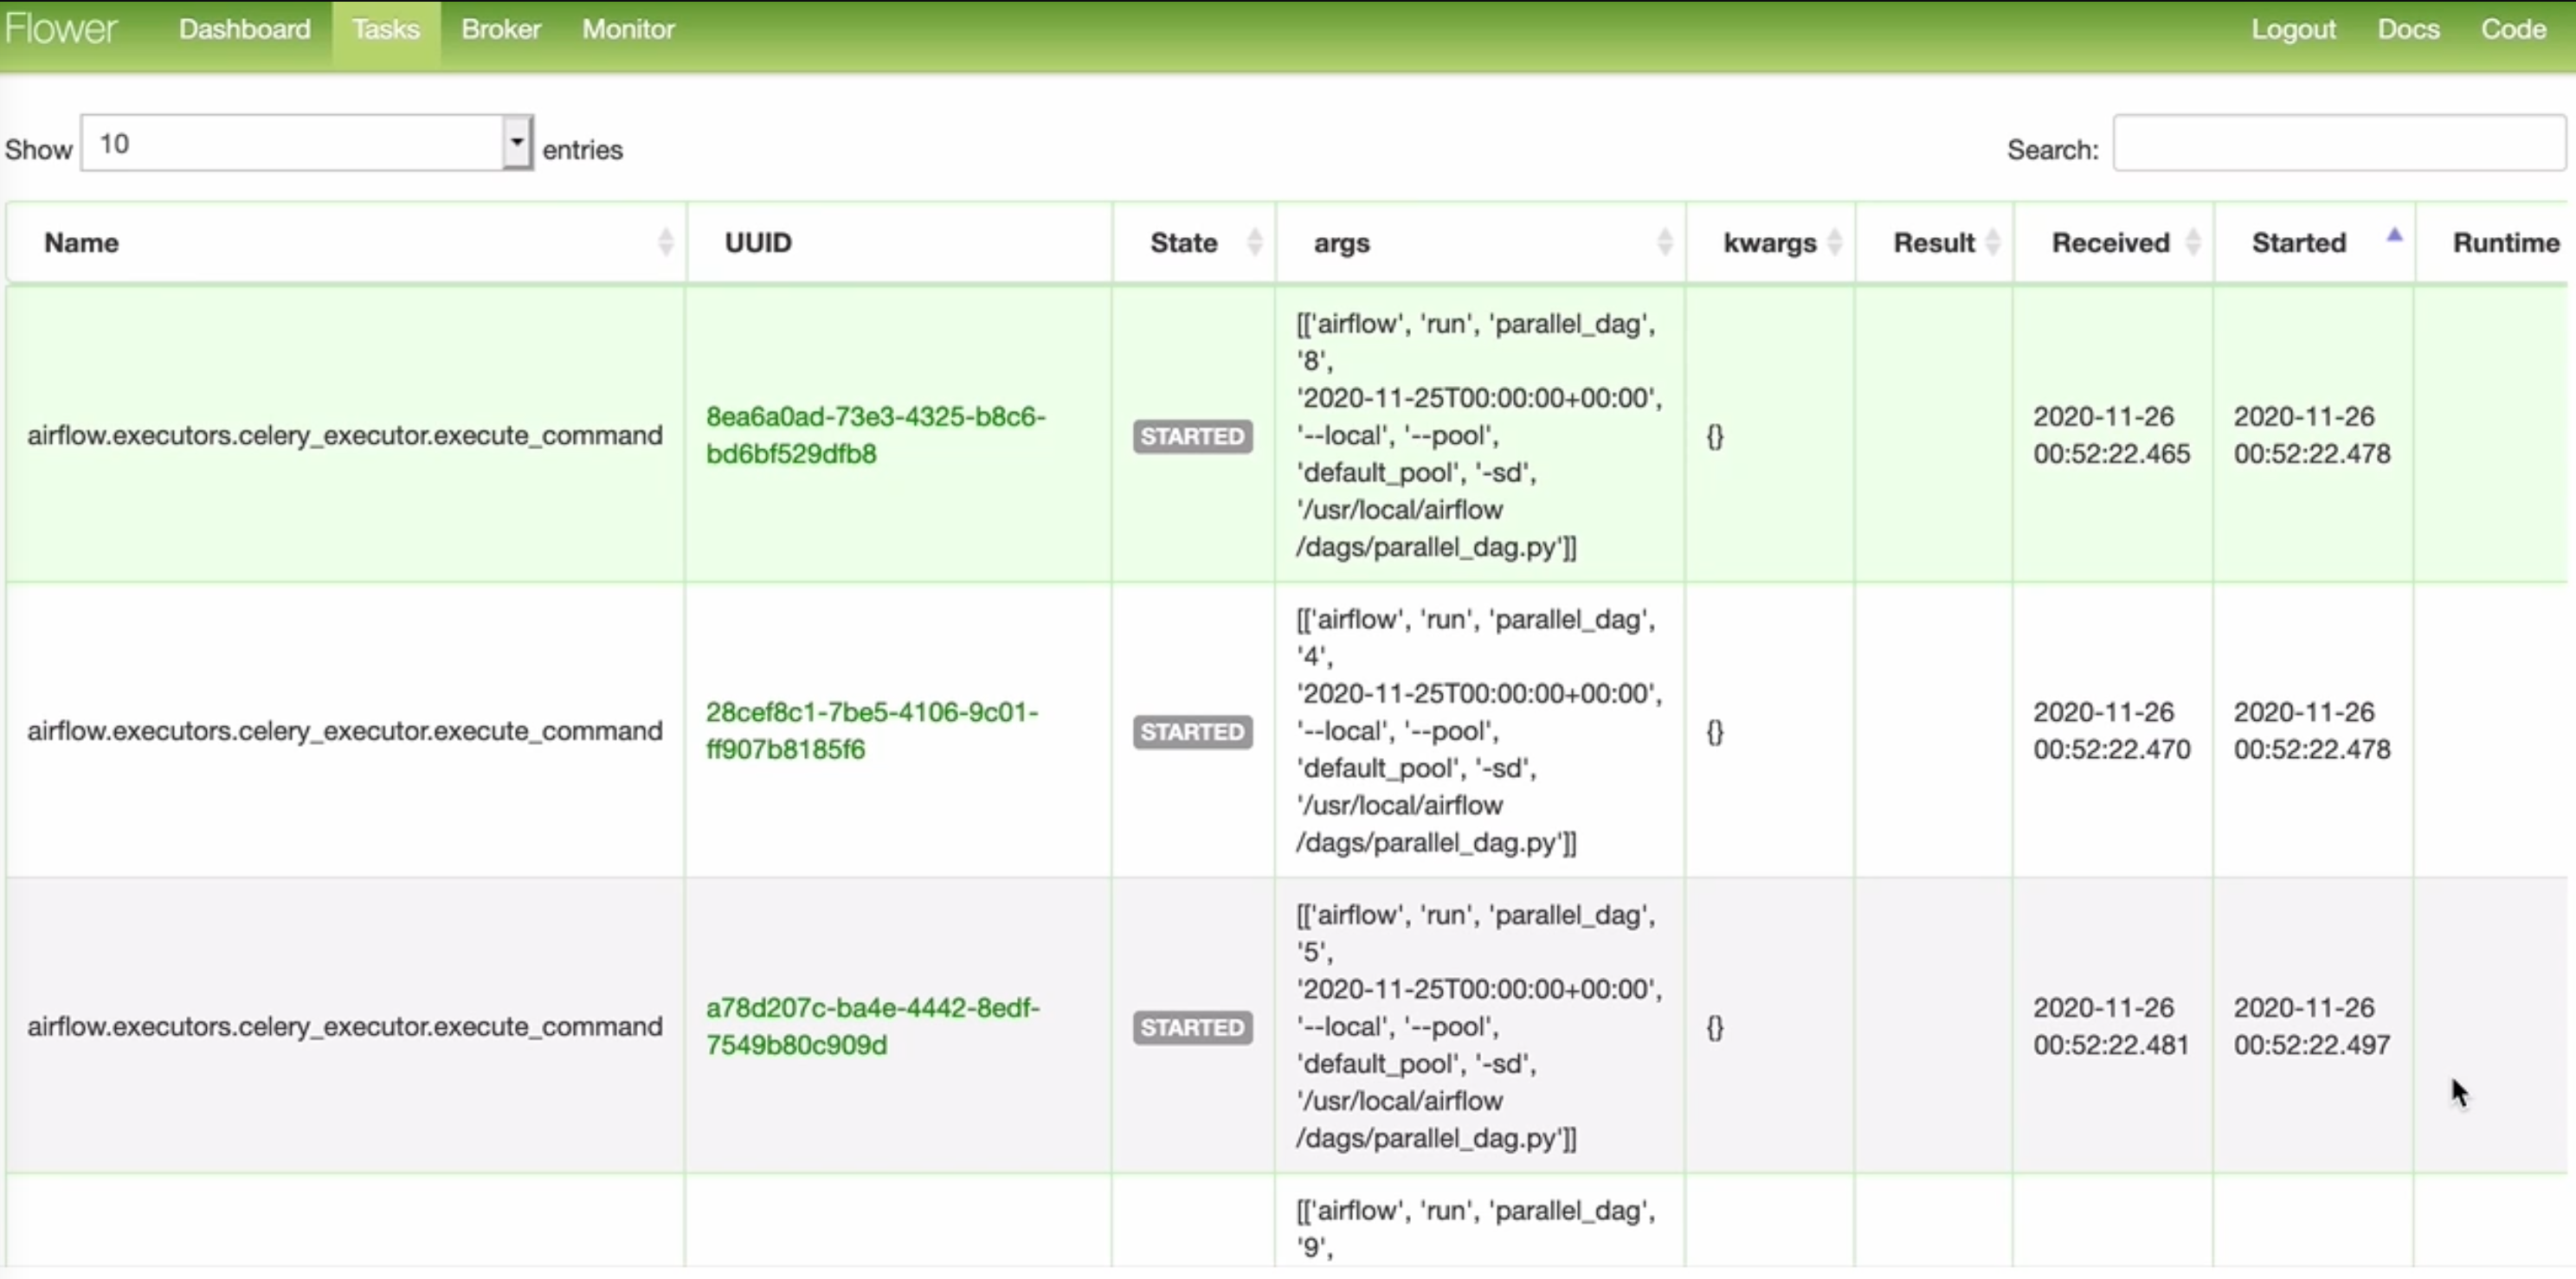 Flower Dashboard Tasks Broker Monitor Logout Docs Code
Show 10 entries Search:
Name UUID State args kwargs Result Received Started Runtime
airflow.executors.celery_executor.execute_command
8ea6a0ad-73e3-4325-b8c6-
bd6bf529dfb8
STARTED
[['airflow', 'run', 'parallel_dag',
'8',
'2020-11-25T00:00:00+00:00',
'--local', '--pool',
'default_pool', '-sd',
'/usr/local/airflow
/dags/parallel_dag.py']]
{}
2020-11-26
00:52:22.465
2020-11-26
00:52:22.478
airflow.executors.celery_executor.execute_command
28cef8c1-7be5-4106-9c01-
ff907b8185f6
STARTED
[['airflow', 'run', 'parallel_dag',
'4',
'2020-11-25T00:00:00+00:00',
'--local', '--pool',
'default_pool', '-sd',
'/usr/local/airflow
/dags/parallel_dag.py']]
{}
2020-11-26
00:52:22.470
2020-11-26
00:52:22.478
airflow.executors.celery_executor.execute_command
a78d207c-ba4e-4442-8edf-
7549b80c909d
STARTED
[['airflow', 'run', 'parallel_dag',
'5',
'2020-11-25T00:00:00+00:00',
'--local', '--pool',
'default_pool', '-sd',
'/usr/local/airflow
/dags/parallel_dag.py']]
{}
2020-11-26
00:52:22.481
2020-11-26
00:52:22.497
[['airflow', 'run', 'parallel_dag',
'9',